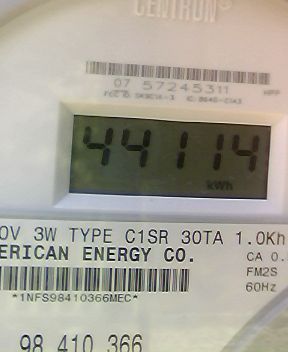 CENTRON®
07 57245311
44114
kWh
0V 3W TYPE C1SR 30TA 1.0Kh
ERICAN ENERGY CO.
CA 0.
FM2S
*1NFS98410366MEC*
60Hz
98 410 366